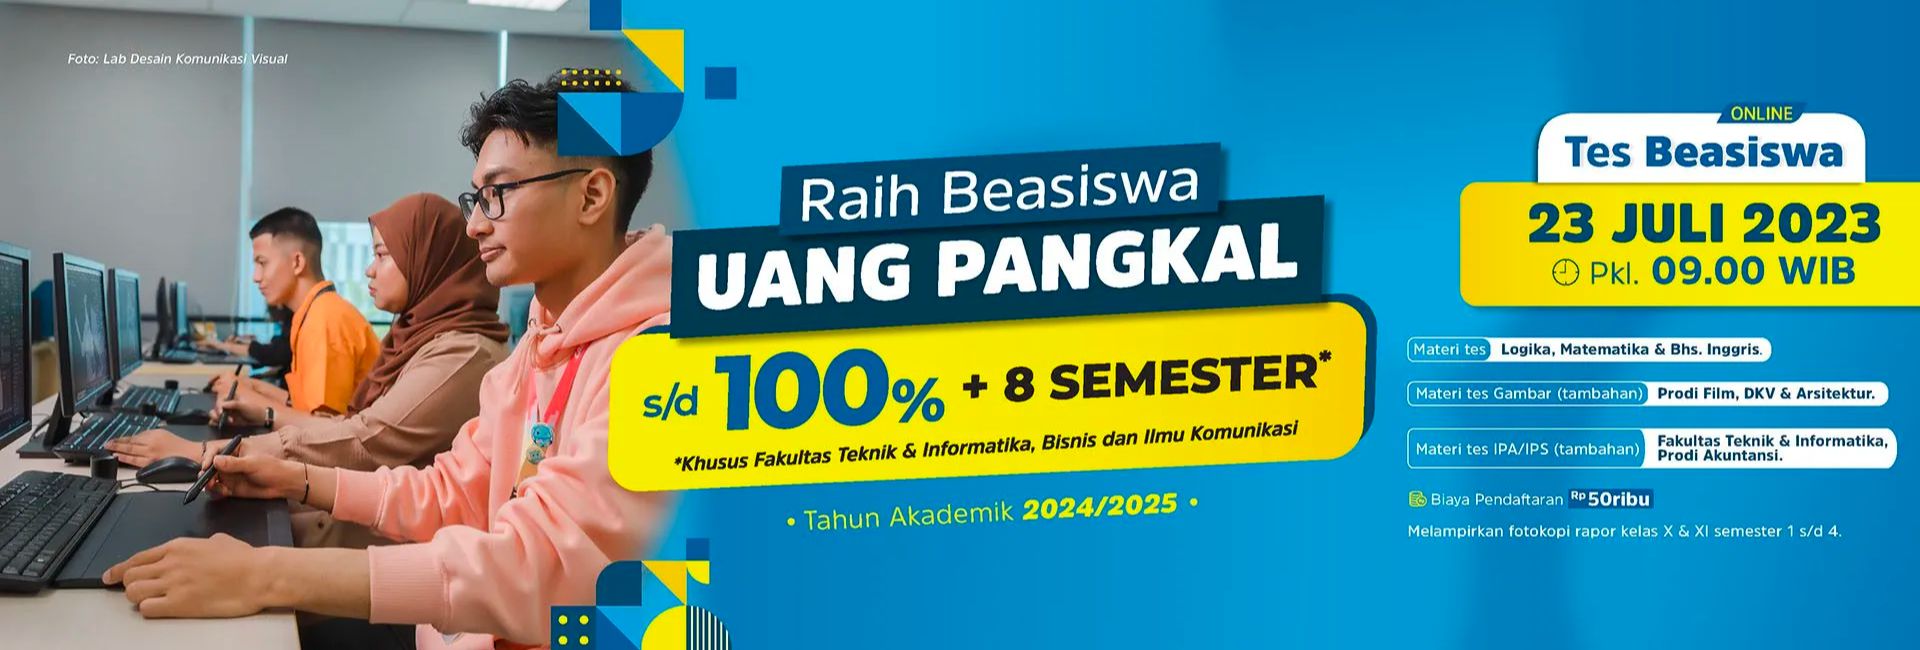 Foto: Lab Desain Komunikasi Visual
Raih Beasiswa
UANG PANGKAL
s/d 100% + 8 SEMESTER*
*Khusus Fakultas Teknik & Informatika, Bisnis dan Ilmu Komunikasi
• Tahun Akademik 2024/2025 •
ONLINE
Tes Beasiswa
23 JULI 2023
Pkl. 09.00 WIB
Materi tes Logika, Matematika & Bhs. Inggris.
Materi tes Gambar (tambahan) Prodi Film, DKV & Arsitektur.
Materi tes IPA/IPS (tambahan) Fakultas Teknik & Informatika,
Prodi Akuntansi.
Biaya Pendaftaran Rp50ribu
Melampirkan fotokopi rapor kelas X & XI semester 1 s/d 4.